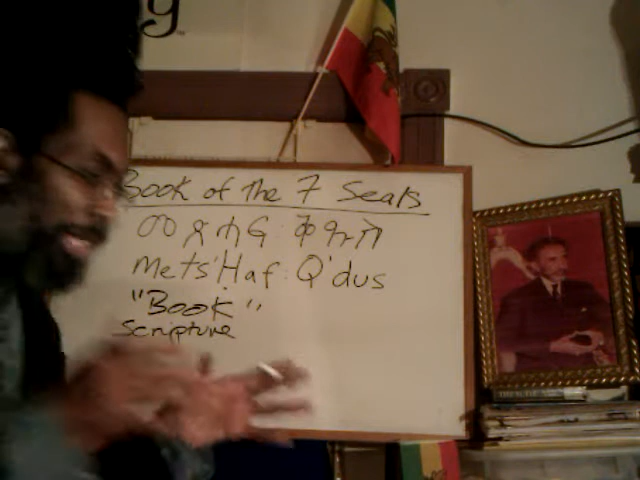 Book of the 7 Seals
መጽሐፍ ፡ ቅዱስ
Mets'Haf : Q'dus
"Book"
Scripture